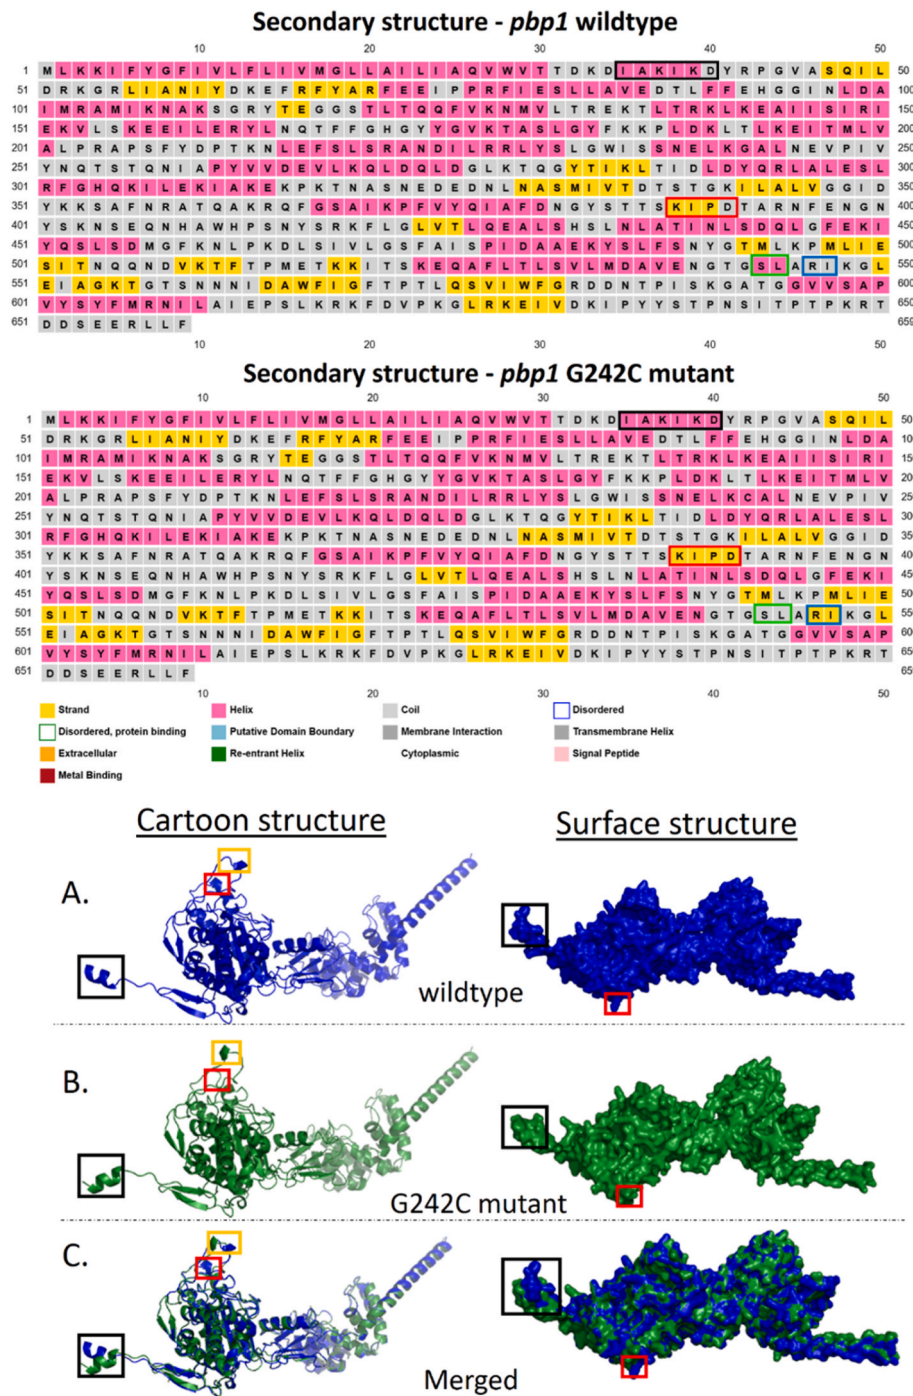 Secondary structure - pbp1 wildtype
10 20 30 40 50
1 M L K K I F Y G F I V L F L I V M G L L A I L I A Q V W V T T D K D I A K I K D Y R P G V A S Q I L 50
51 D R K G R L I A N I Y D K E F R F Y A R F E E I P P R F I E S L L A V E D T L F F E H G G I N L D A 100
101 I M R A M I K N A K S G R Y T E G G S T L T Q Q F V K N M V L T R E K T L T R K L K E A I I S I R I 150
151 E K V L S K E E I L E R Y L N Q T F F G H G Y Y G V K T A S L G Y F K K P L D K L T L K E I T M L V 200
201 A L P R A P S F Y D P T K N L E F S L S R A N D I L R R L Y S L G W I S S N E L K G A L N E V P I V 250
251 Y N Q T S T Q N I A P Y V V D E V L K Q L D Q L D G L K T Q G Y T I K L T I D L D Y Q R L A L E S L 300
301 R F G H Q K I L E K I A K E K P K T N A S N E D E D N L N A S M I V T D T S T G K I L A L V G G I D 350
351 Y K K S A F N R A T Q A K R Q F G S A I K P F V Y Q I A F D N G Y S T T S K I P D T A R N F E N G N 400
401 Y S K N S E Q N H A W H P S N Y S R K F L G L V T L Q E A L S H S L N L A T I N L S D Q L G F E K I 450
451 Y Q S L S D M G F K N L P K D L S I V L G S F A I S P I D A A E K Y S L F S N Y G T M L K P M L I E 500
501 S I T N Q Q N D V K T F T P M E T K K I T S K E Q A F L T L S V L M D A V E N G T G S L A R I K G L 550
551 E I A G K T G T S N N N I D A W F I G F T P T L Q S V I W F G R D D N T P I S K G A T G G V V S A P 600
601 V Y S Y F M R N I L A I E P S L K R K F D V P K G L R K E I V D K I P Y Y S T P N S I T P T P K R T 650
651 D D S E E R L L F 659
10 20 30 40 50
Secondary structure - pbp1 G242C mutant
10 20 30 40 50
1 M L K K I F Y G F I V L F L I V M G L L A I L I A Q V W V T T D K D I A K I K D Y R P G V A S Q I L 50
51 D R K G R L I A N I Y D K E F R F Y A R F E E I P P R F I E S L L A V E D T L F F E H G G I N L D A 100
101 I M R A M I K N A K S G R Y T E G G S T L T Q Q F V K N M V L T R E K T L T R K L K E A I I S I R I 150
151 E K V L S K E E I L E R Y L N Q T F F G H G Y Y G V K T A S L G Y F K K P L D K L T L K E I T M L V 200
201 A L P R A P S F Y D P T K N L E F S L S R A N D I L R R L Y S L G W I S S N E L K C A L N E V P I V 250
251 Y N Q T S T Q N I A P Y V V D E V L K Q L D Q L D G L K T Q G Y T I K L T I D L D Y Q R L A L E S L 300
301 R F G H Q K I L E K I A K E K P K T N A S N E D E D N L N A S M I V T D T S T G K I L A L V G G I D 350
351 Y K K S A F N R A T Q A K R Q F G S A I K P F V Y Q I A F D N G Y S T T S K I P D T A R N F E N G N 400
401 Y S K N S E Q N H A W H P S N Y S R K F L G L V T L Q E A L S H S L N L A T I N L S D Q L G F E K I 450
451 Y Q S L S D M G F K N L P K D L S I V L G S F A I S P I D A A E K Y S L F S N Y G T M L K P M L I E 500
501 S I T N Q Q N D V K T F T P M E T K K I T S K E Q A F L T L S V L M D A V E N G T G S L A R I K G L 55
551 E I A G K T G T S N N N I D A W F I G F T P T L Q S V I W F G R D D N T P I S K G A T G G V V S A P 600
601 V Y S Y F M R N I L A I E P S L K R K F D V P K G L R K E I V D K I P Y Y S T P N S I T P T P K R T 650
651 D D S E E R L L F 659
10 20 30 40 50
Strand Helix Coil Disordered
Disordered, protein binding Putative Domain Boundary Membrane Interaction Transmembrane Helix
Extracellular Re-entrant Helix Cytoplasmic Signal Peptide
Metal Binding
Cartoon structure Surface structure
A.
wildtype
B.
G242C mutant
C.
Merged